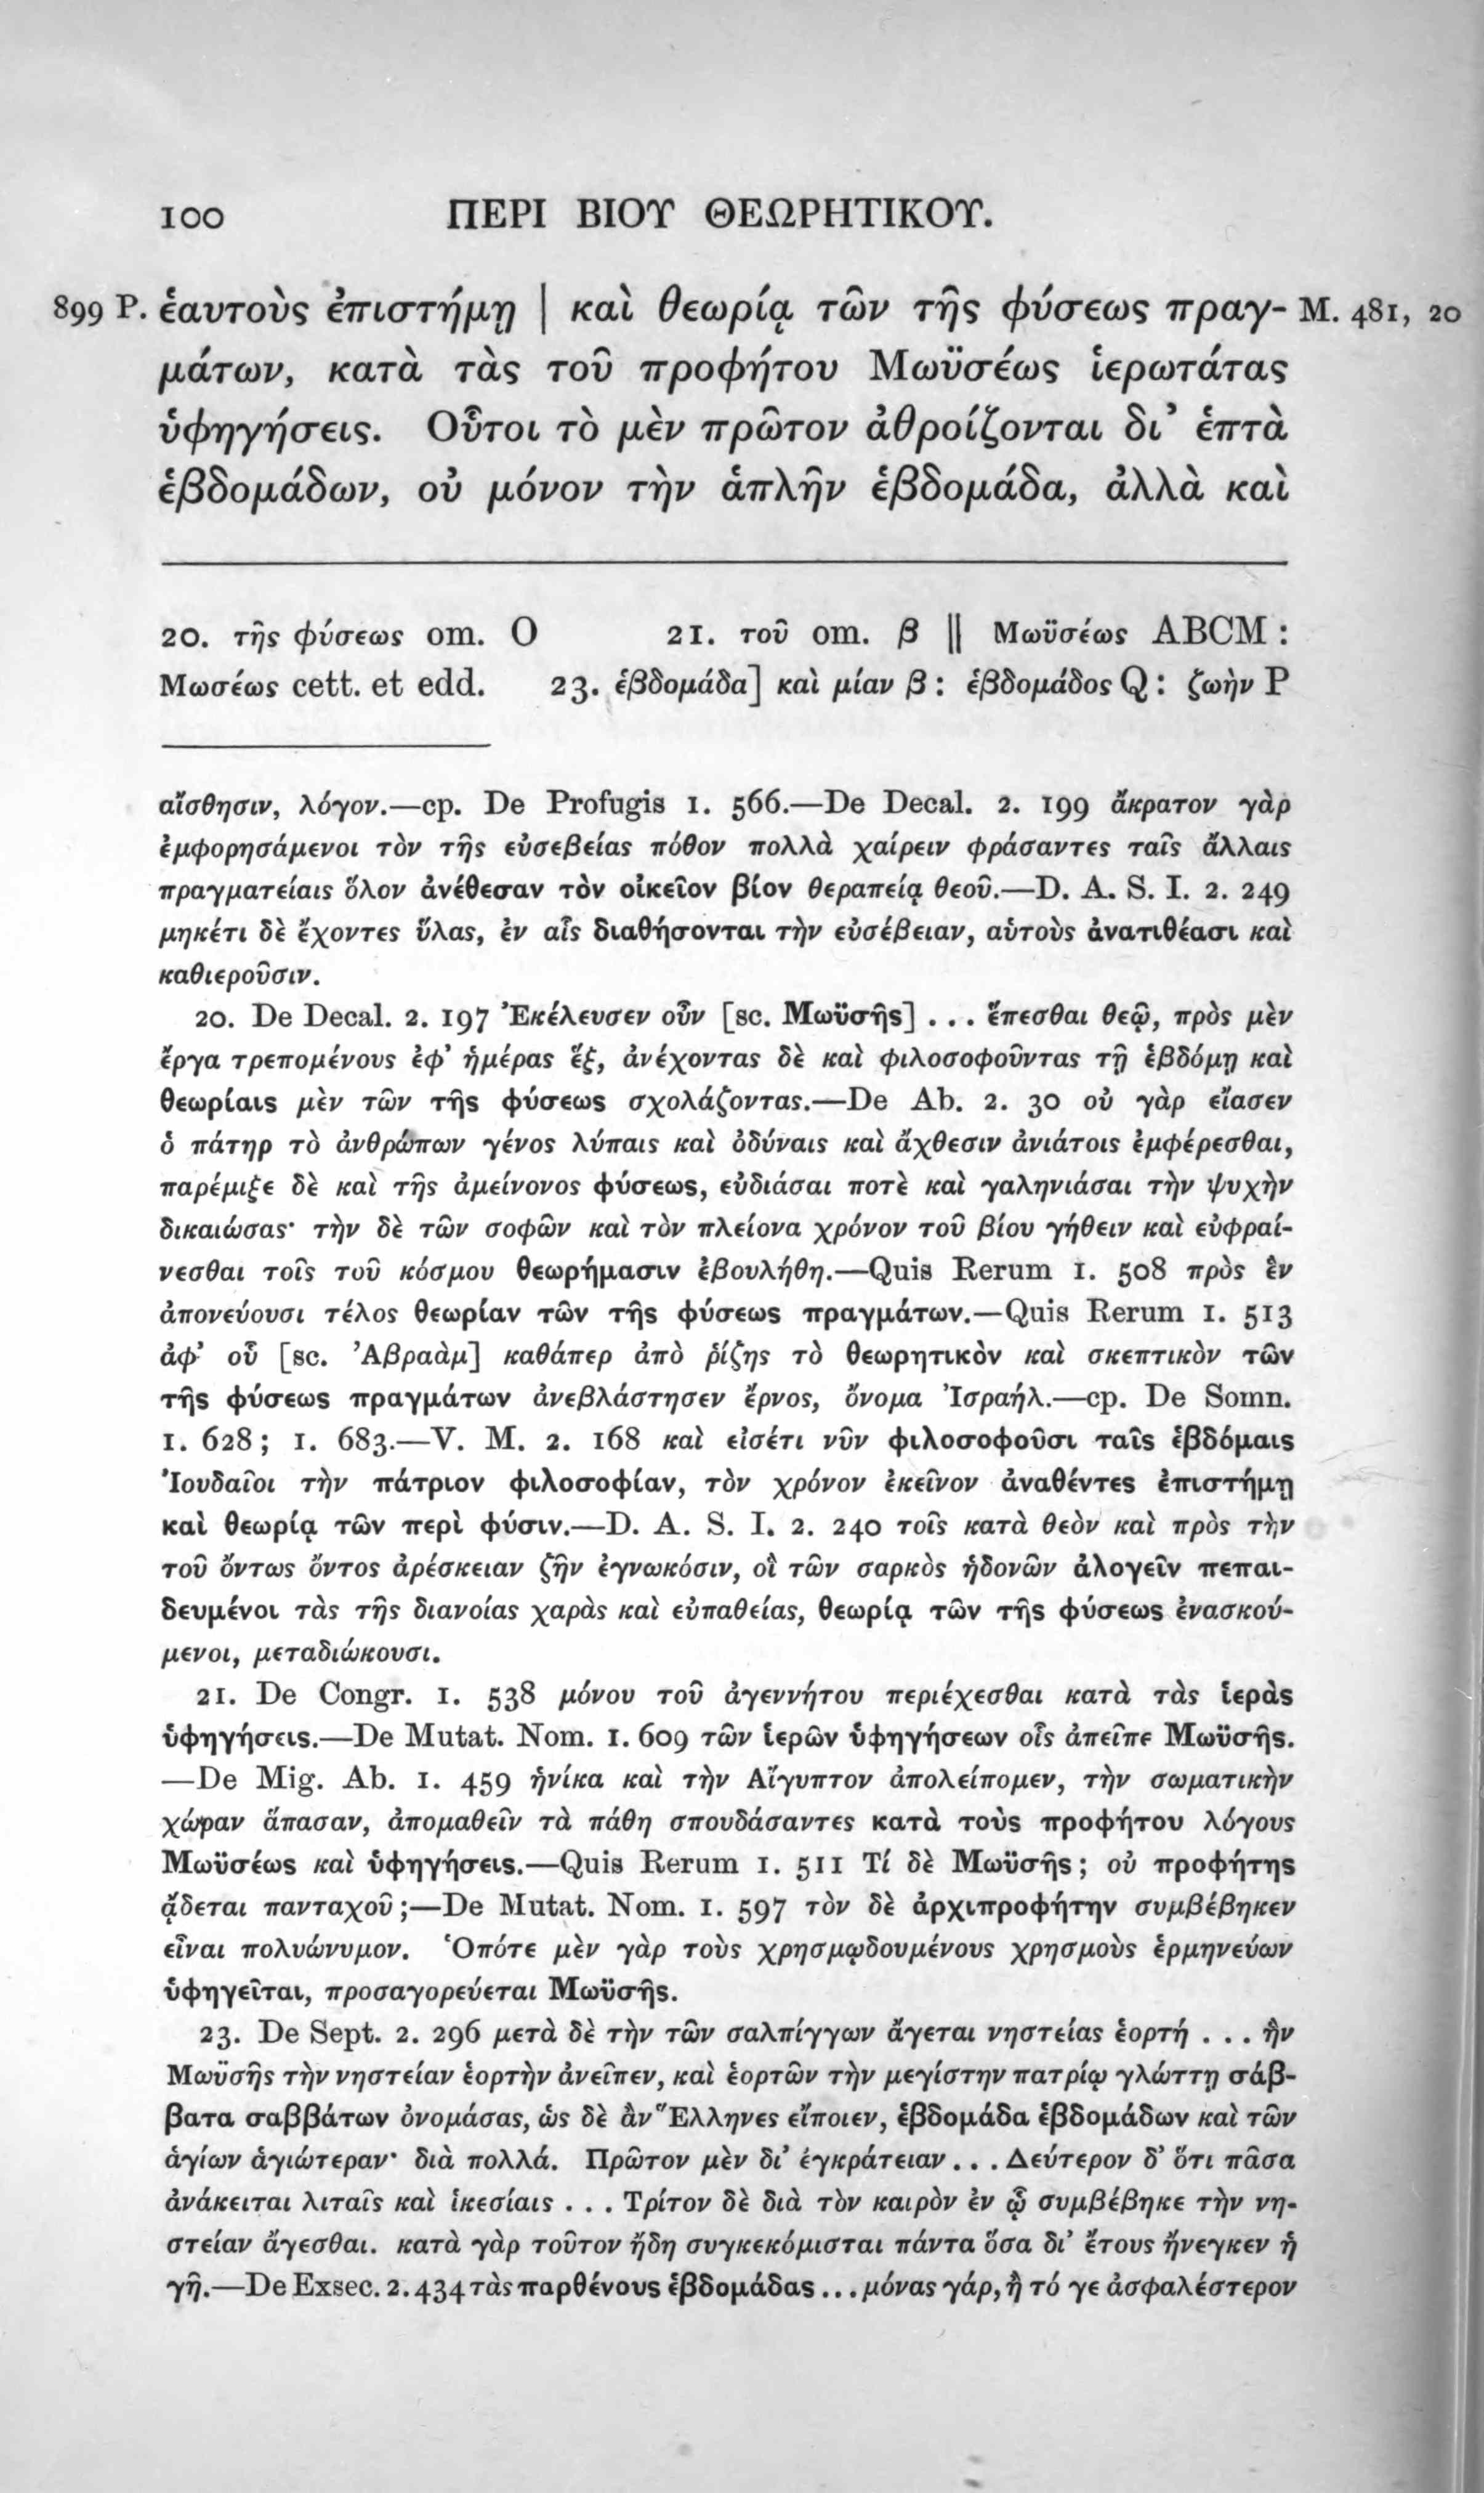 100 ΠΕΡΙ ΒΙΟΥ ΘΕΩΡΗΤΙΚΟΥ.
899 P. ἑαυτοὺς ἐπιστήμῃ | καὶ θεωρίᾳ τῶν τῆς φύσεως πραγ- M. 481, 20
μάτων, κατὰ τὰς τοῦ προφήτου Μωϋσέως ἱερωτάτας
ὑφηγήσεις. Οὗτοι τὸ μὲν πρῶτον ἀθροίζονται δι’ ἑπτὰ
ἑβδομάδων, οὐ μόνον τὴν ἁπλῆν ἑβδομάδα, ἀλλὰ καὶ
20. τῆς φύσεως om. O 21. τοῦ om. β || Μωϋσέως ABCM :
Μωσέως cett. et edd. 23. ἑβδομάδα] καὶ μίαν β : ἑβδομάδος Q : ζωὴν P
αἴσθησιν, λόγον.—cp. De Profugis 1. 566.—De Decal. 2. 199 ἄκρατον γὰρ
ἐμφορησάμενοι τὸν τῆς εὐσεβείας πόθον πολλὰ χαίρειν φράσαντες ταῖς ἄλλαις
πραγματείαις ὅλον ἀνέθεσαν τὸν οἰκεῖον βίον θεραπείᾳ θεοῦ.—D. A. S. I. 2. 249
μηκέτι δὲ ἔχοντες ὕλας, ἐν αἷς διαθήσονται τὴν εὐσέβειαν, αὑτοὺς ἀνατιθέασι καὶ
καθιεροῦσιν.
20. De Decal. 2. 197 Ἐκέλευσεν οὖν [sc. Μωϋσῆς] . . . ἕπεσθαι θεῷ, πρὸς μὲν
ἔργα τρεπομένους ἐφ’ ἡμέρας ἕξ, ἀνέχοντας δὲ καὶ φιλοσοφοῦντας τῇ ἑβδόμῃ καὶ
θεωρίαις μὲν τῶν τῆς φύσεως σχολάζοντας.—De Ab. 2. 30 οὐ γὰρ εἴασεν
ὁ πάτηρ τὸ ἀνθρώπων γένος λύπαις καὶ ὀδύναις καὶ ἄχθεσιν ἀνιάτοις ἐμφέρεσθαι,
παρέμιξε δὲ καὶ τῆς ἀμείνονος φύσεως, εὐδιάσαι ποτὲ καὶ γαληνιάσαι τὴν ψυχὴν
δικαιώσας· τὴν δὲ τῶν σοφῶν καὶ τὸν πλείονα χρόνον τοῦ βίου γήθειν καὶ εὐφραί-
νεσθαι τοῖς τοῦ κόσμου θεωρήμασιν ἐβουλήθη.—Quis Rerum 1. 508 πρὸς ἓν
ἀπονεύουσι τέλος θεωρίαν τῶν τῆς φύσεως πραγμάτων.—Quis Rerum 1. 513
ἀφ’ οὗ [sc. Ἀβραὰμ] καθάπερ ἀπὸ ῥίζης τὸ θεωρητικὸν καὶ σκεπτικὸν τῶν
τῆς φύσεως πραγμάτων ἀνεβλάστησεν ἔρνος, ὄνομα Ἰσραήλ.—cp. De Somn.
1. 628 ; 1. 683.—V. M. 2. 168 καὶ εἰσέτι νῦν φιλοσοφοῦσι ταῖς ἑβδόμαις
Ἰουδαῖοι τὴν πάτριον φιλοσοφίαν, τὸν χρόνον ἐκεῖνον ἀναθέντες ἐπιστήμῃ
καὶ θεωρίᾳ τῶν περὶ φύσιν.—D. A. S. I. 2. 240 τοῖς κατὰ θεὸν καὶ πρὸς τὴν
τοῦ ὄντως ὄντος ἀρέσκειαν ζῆν ἐγνωκόσιν, οἳ τῶν σαρκὸς ἡδονῶν ἀλογεῖν πεπαι-
δευμένοι τὰς τῆς διανοίας χαρὰς καὶ εὐπαθείας, θεωρίᾳ τῶν τῆς φύσεως ἐνασκού-
μενοι, μεταδιώκουσι.
21. De Congr. 1. 538 μόνου τοῦ ἀγεννήτου περιέχεσθαι κατὰ τὰς ἱερὰς
ὑφηγήσεις.—De Mutat. Nom. 1. 609 τῶν ἱερῶν ὑφηγήσεων οἷς ἀπεῖπε Μωϋσῆς.
—De Mig. Ab. 1. 459 ἡνίκα καὶ τὴν Αἴγυπτον ἀπολείπομεν, τὴν σωματικὴν
χώραν ἅπασαν, ἀπομαθεῖν τὰ πάθη σπουδάσαντες κατὰ τοὺς προφήτου λόγους
Μωϋσέως καὶ ὑφηγήσεις.—Quis Rerum 1. 511 Τί δὲ Μωϋσῆς ; οὐ προφήτης
ᾄδεται πανταχοῦ ;—De Mutat. Nom. 1. 597 τὸν δὲ ἀρχιπροφήτην συμβέβηκεν
εἶναι πολυώνυμον. Ὁπότε μὲν γὰρ τοὺς χρησμῳδουμένους χρησμοὺς ἑρμηνεύων
ὑφηγεῖται, προσαγορεύεται Μωϋσῆς.
23. De Sept. 2. 296 μετὰ δὲ τὴν τῶν σαλπίγγων ἄγεται νηστείας ἑορτή . . . ἣν
Μωϋσῆς τὴν νηστείαν ἑορτὴν ἀνεῖπεν, καὶ ἑορτῶν τὴν μεγίστην πατρίῳ γλώττῃ σάβ-
βατα σαββάτων ὀνομάσας, ὡς δὲ ἂν Ἕλληνες εἴποιεν, ἑβδομάδα ἑβδομάδων καὶ τῶν
ἁγίων ἁγιώτεραν· διὰ πολλά. Πρῶτον μὲν δι’ ἐγκράτειαν . . . Δεύτερον δ’ ὅτι πᾶσα
ἀνάκειται λιταῖς καὶ ἱκεσίαις . . . Τρίτον δὲ διὰ τὸν καιρὸν ἐν ᾧ συμβέβηκε τὴν νη-
στείαν ἄγεσθαι. κατὰ γὰρ τοῦτον ἤδη συγκεκόμισται πάντα ὅσα δι’ ἔτους ἤνεγκεν ἡ
γῆ.—De Exsec. 2. 434 τὰς παρθένους ἑβδομάδας . . . μόνας γάρ, ἢ τό γε ἀσφαλέστερον